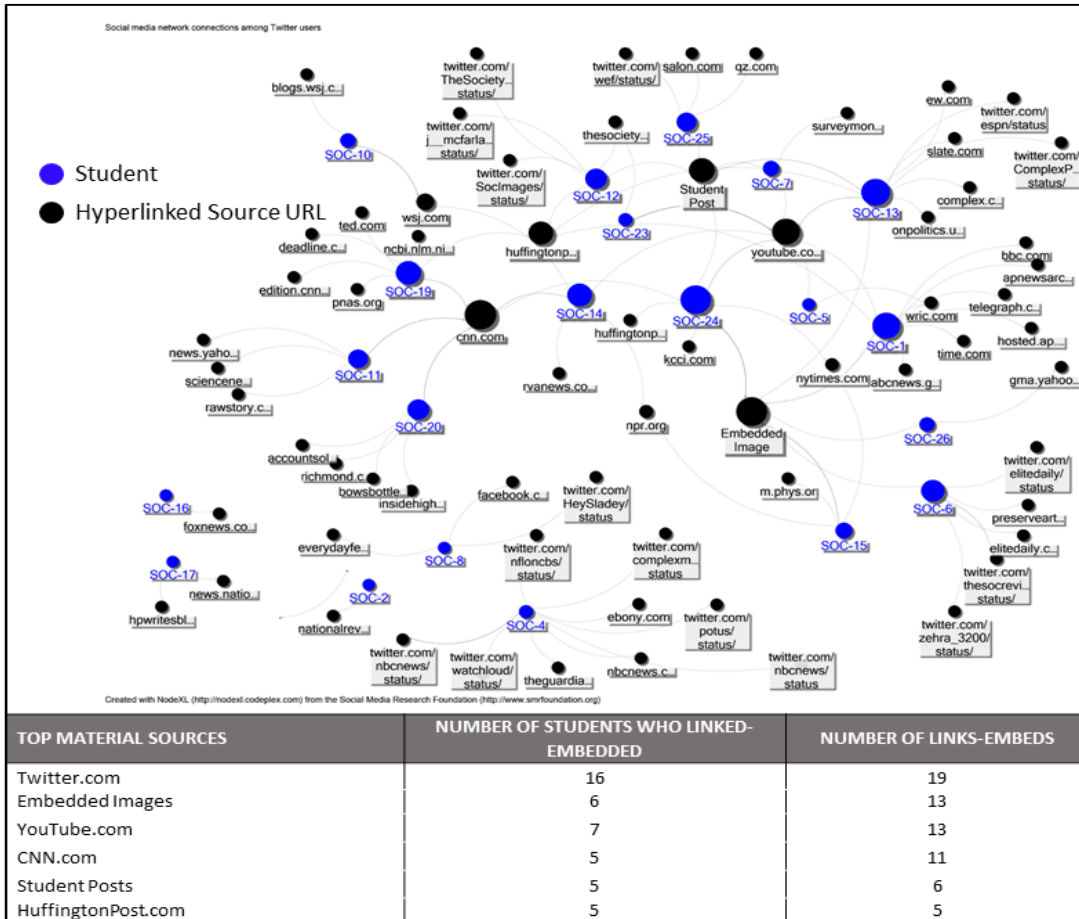 Social media network connections among Twitter users
twitter.com/
TheSociety...
status/
twitter.com/
wef/status/
salon.com
qz.com
blogs.wsj.c...
ew.com
twitter.com/
espn/status
twitter.com/
j__mcfarla...
status/
thesociety...
SOC-25
surveymon...
slate.com
twitter.com/
ComplexP...
status/
SOC-10
twitter.com/
SocImages/
status/
Student
SOC-12
Student
Post
SOC-7
SOC-13
complex.c...
Hyperlinked Source URL
wsj.com
ted.com
SOC-23
onpolitics.u...
deadline.c...
ncbi.nlm.ni...
huffingtonp...
youtube.co...
bbc.com
apnewsarc...
edition.cnn...
SOC-19
pnas.org
SOC-14
SOC-24
SOC-5
wric.com
telegraph.c...
cnn.com
huffingtonp...
SOC-1
time.com
hosted.ap...
news.yaho...
kcci.com
sciencene...
SOC-11
rvanews.co...
nytimes.com
abcnews.g...
gma.yahoo...
rawstory.c...
SOC-20
npr.org
Embedded
Image
SOC-26
accountsol...
richmond.c...
bowsbottle...
insidehigh...
facebook.c...
twitter.com/
HeySladey/
status
m.phys.or
twitter.com/
elitedaily/
status
SOC-16
SOC-6
foxnews.co...
preserveart...
SOC-15
elitedaily.c...
everydayfe...
SOC-8
twitter.com/
nfloncbs/
status/
twitter.com/
complexm...
status
twitter.com/
thesocrevi...
status/
SOC-17
news.natio...
SOC-2
hpwritesbl...
nationalrev...
SOC-4
ebony.com
twitter.com/
potus/
status/
twitter.com/
zehra_3200/
status/
twitter.com/
nbcnews/
status/
twitter.com/
watchloud/
status/
theguardia...
nbcnews.c...
twitter.com/
nbcnews/
status
Created with NodeXL (http://nodexl.codeplex.com) from the Social Media Research Foundation (http://www.smrfoundation.org)
TOP MATERIAL SOURCES NUMBER OF STUDENTS WHO LINKED-EMBEDDED NUMBER OF LINKS-EMBEDS
Twitter.com 16 19
Embedded Images 6 13
YouTube.com 7 13
CNN.com 5 11
Student Posts 5 6
HuffingtonPost.com 5 5